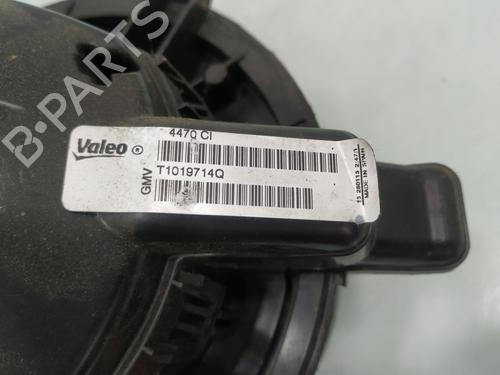 B-PARTS
Valeo ®
4470 CI
GMV
T1019714Q
MADE IN SPAIN